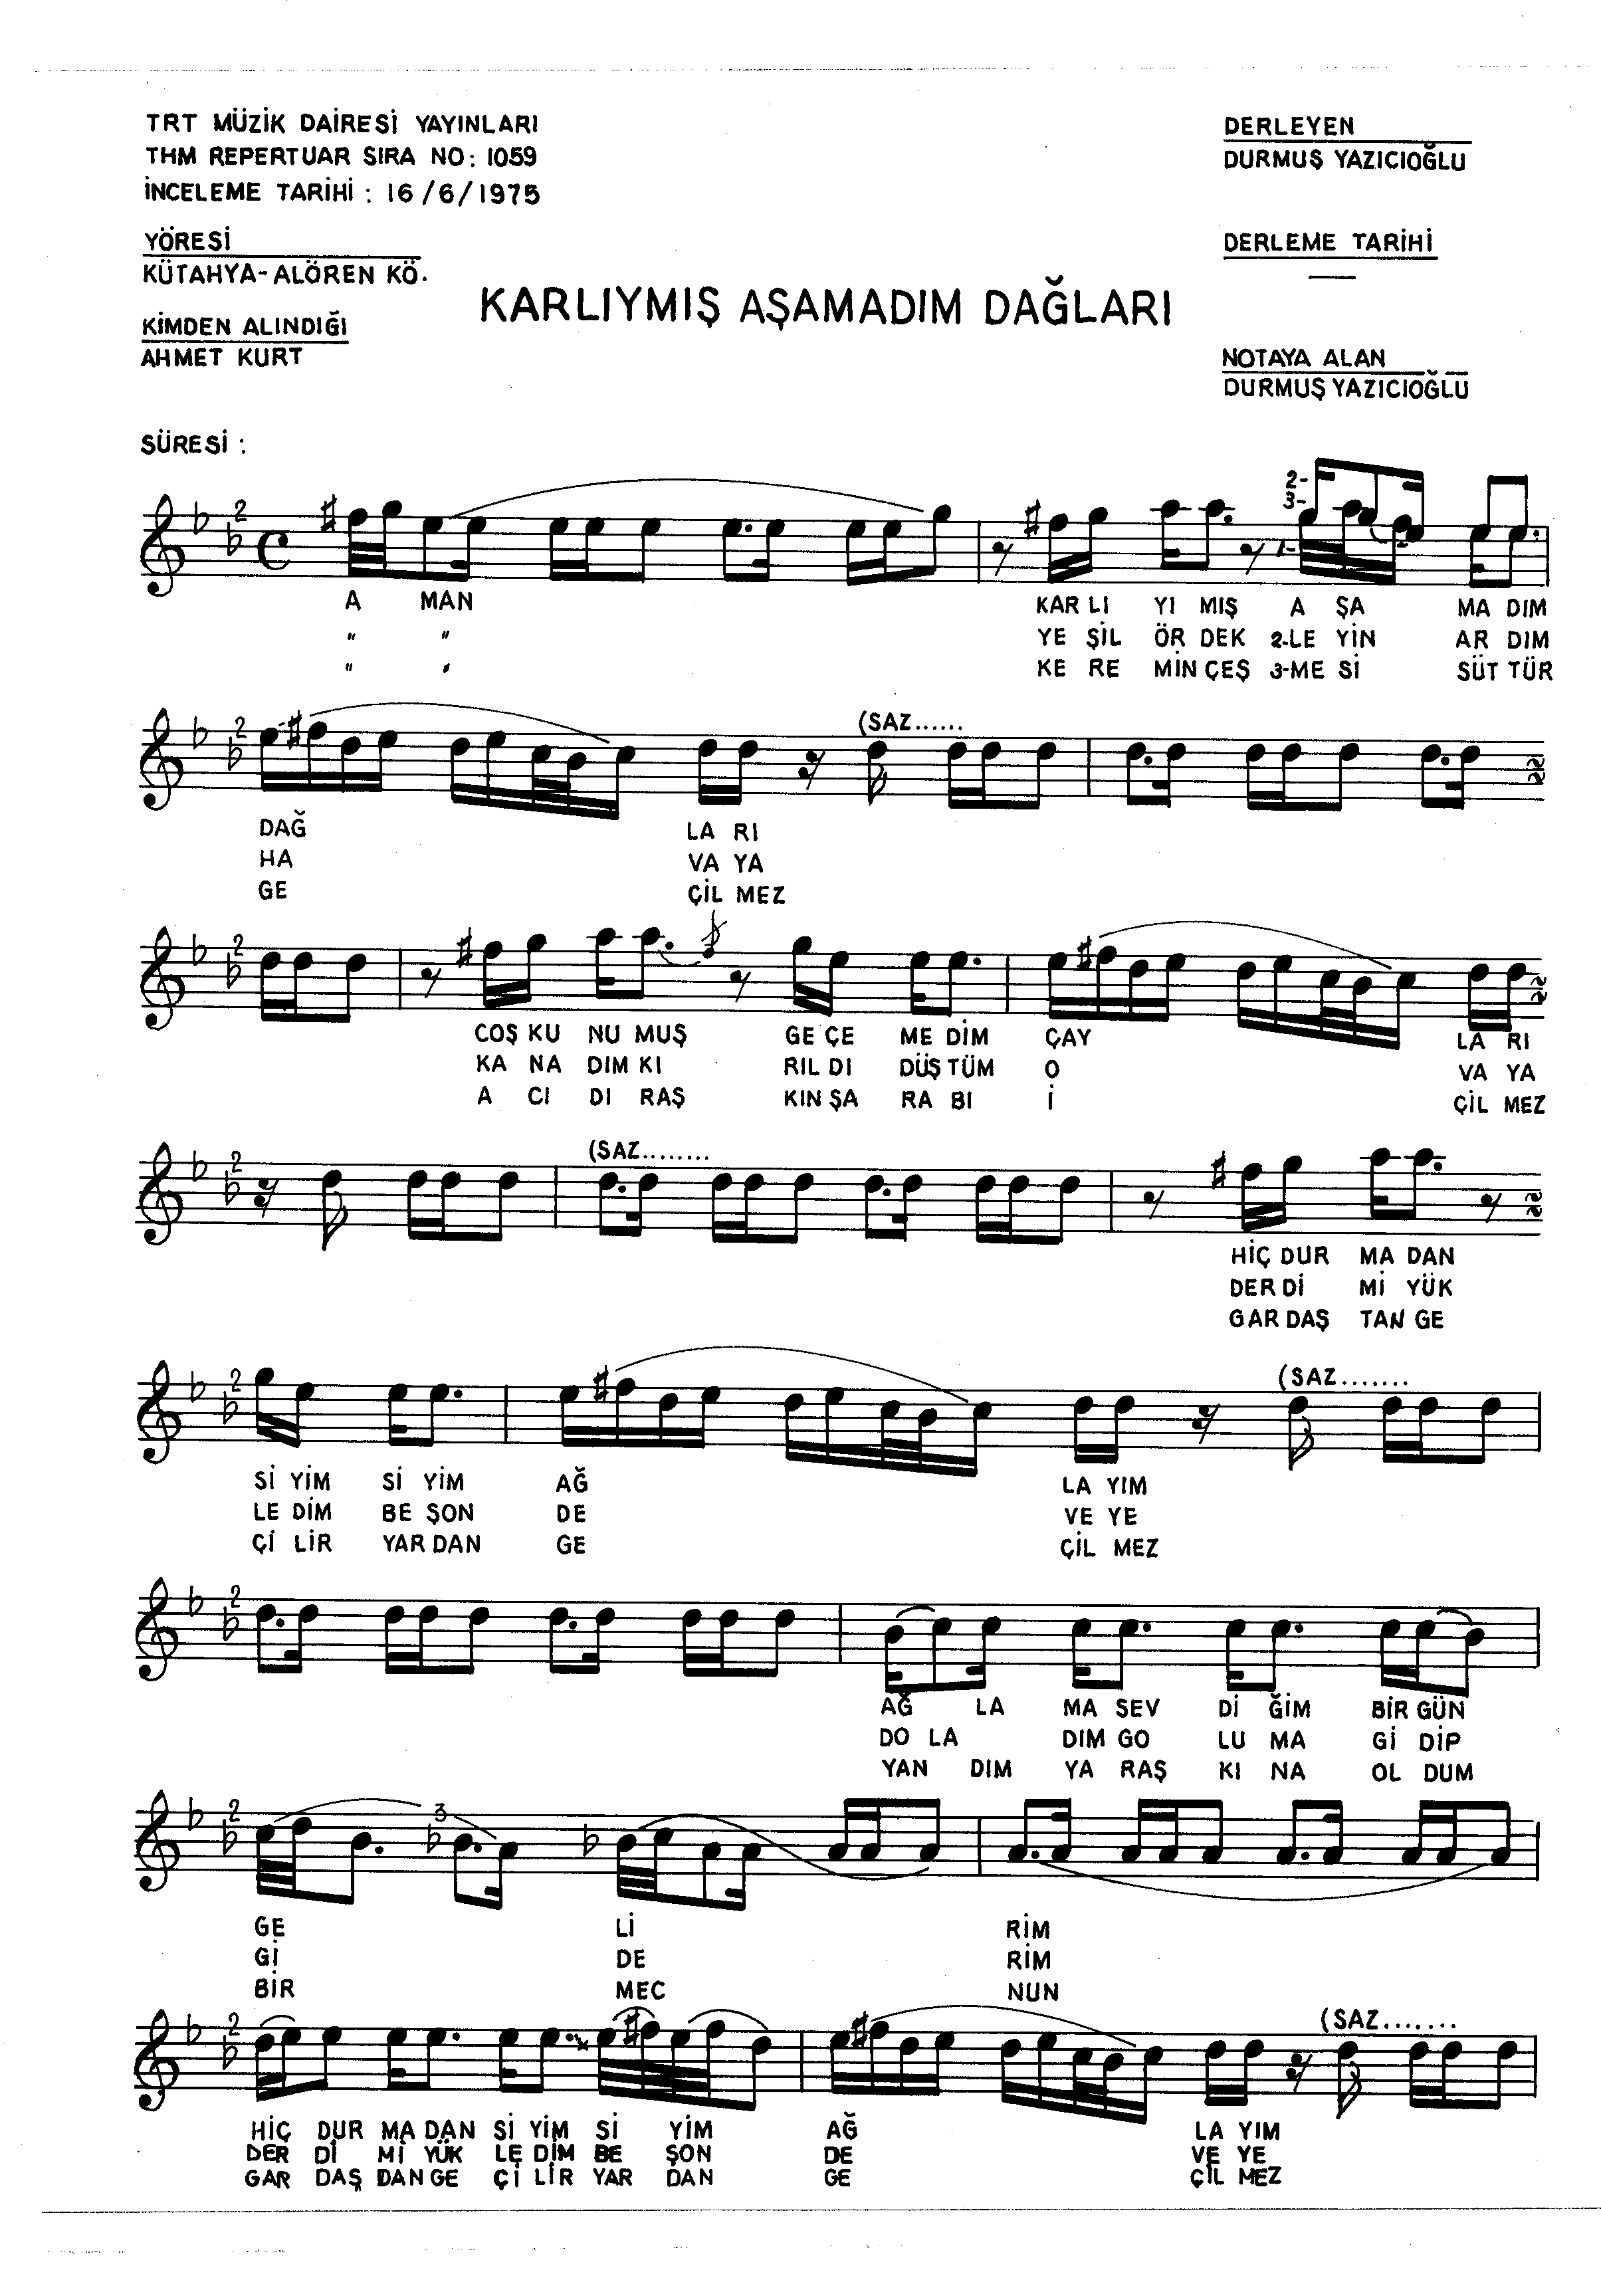 TRT MÜZİK DAİRESİ YAYINLARI
THM REPERTUAR SIRA NO: 1059
İNCELEME TARİHİ : 16/6/1975
DERLEYEN
DURMUŞ YAZICIOĞLU
YÖRESİ
KÜTAHYA-ALÖREN KÖ.
DERLEME TARİHİ
—
KARLIYMIŞ AŞAMADIM DAĞLARI
KİMDEN ALINDIĞI
AHMET KURT
NOTAYA ALAN
DURMUŞ YAZICIOĞLU
SÜRESİ :
2-
3-
1-
A MAN KAR LI YI MIŞ A ŞA MA DIM
" " YE ŞİL ÖR DEK 2-LE YİN AR DIM
" " KE RE MİN ÇEŞ 3-ME Sİ SÜT TÜR
(SAZ......
DAĞ LA RI
HA VA YA
GE ÇİL MEZ
COŞ KU NU MUŞ GE ÇE ME DİM ÇAY LA RI
KA NA DIM KI RIL DI DÜŞ TÜM O VA YA
A CI DI RAŞ KIN ŞA RA BI İ ÇİL MEZ
(SAZ........
HİÇ DUR MA DAN
DER Dİ Mİ YÜK
GAR DAŞ TAN GE
(SAZ.......
Sİ YİM Sİ YİM AĞ LA YIM
LE DİM BE ŞON DE VE YE
Çİ LİR YAR DAN GE ÇİL MEZ
AĞ LA MA SEV Dİ ĞİM BİR GÜN
DO LA DIM GO LU MA Gİ DİP
YAN DIM YA RAŞ KI NA OL DUM
3
GE Lİ RİM
Gİ DE RİM
BİR MEC NUN
(SAZ.......
HİÇ DUR MA DAN Sİ YİM Sİ YİM AĞ LA YIM
DER Dİ Mİ YÜK LE DİM BE ŞON DE VE YE
GAR DAŞ DAN GE Çİ LİR YAR DAN GE ÇİL MEZ